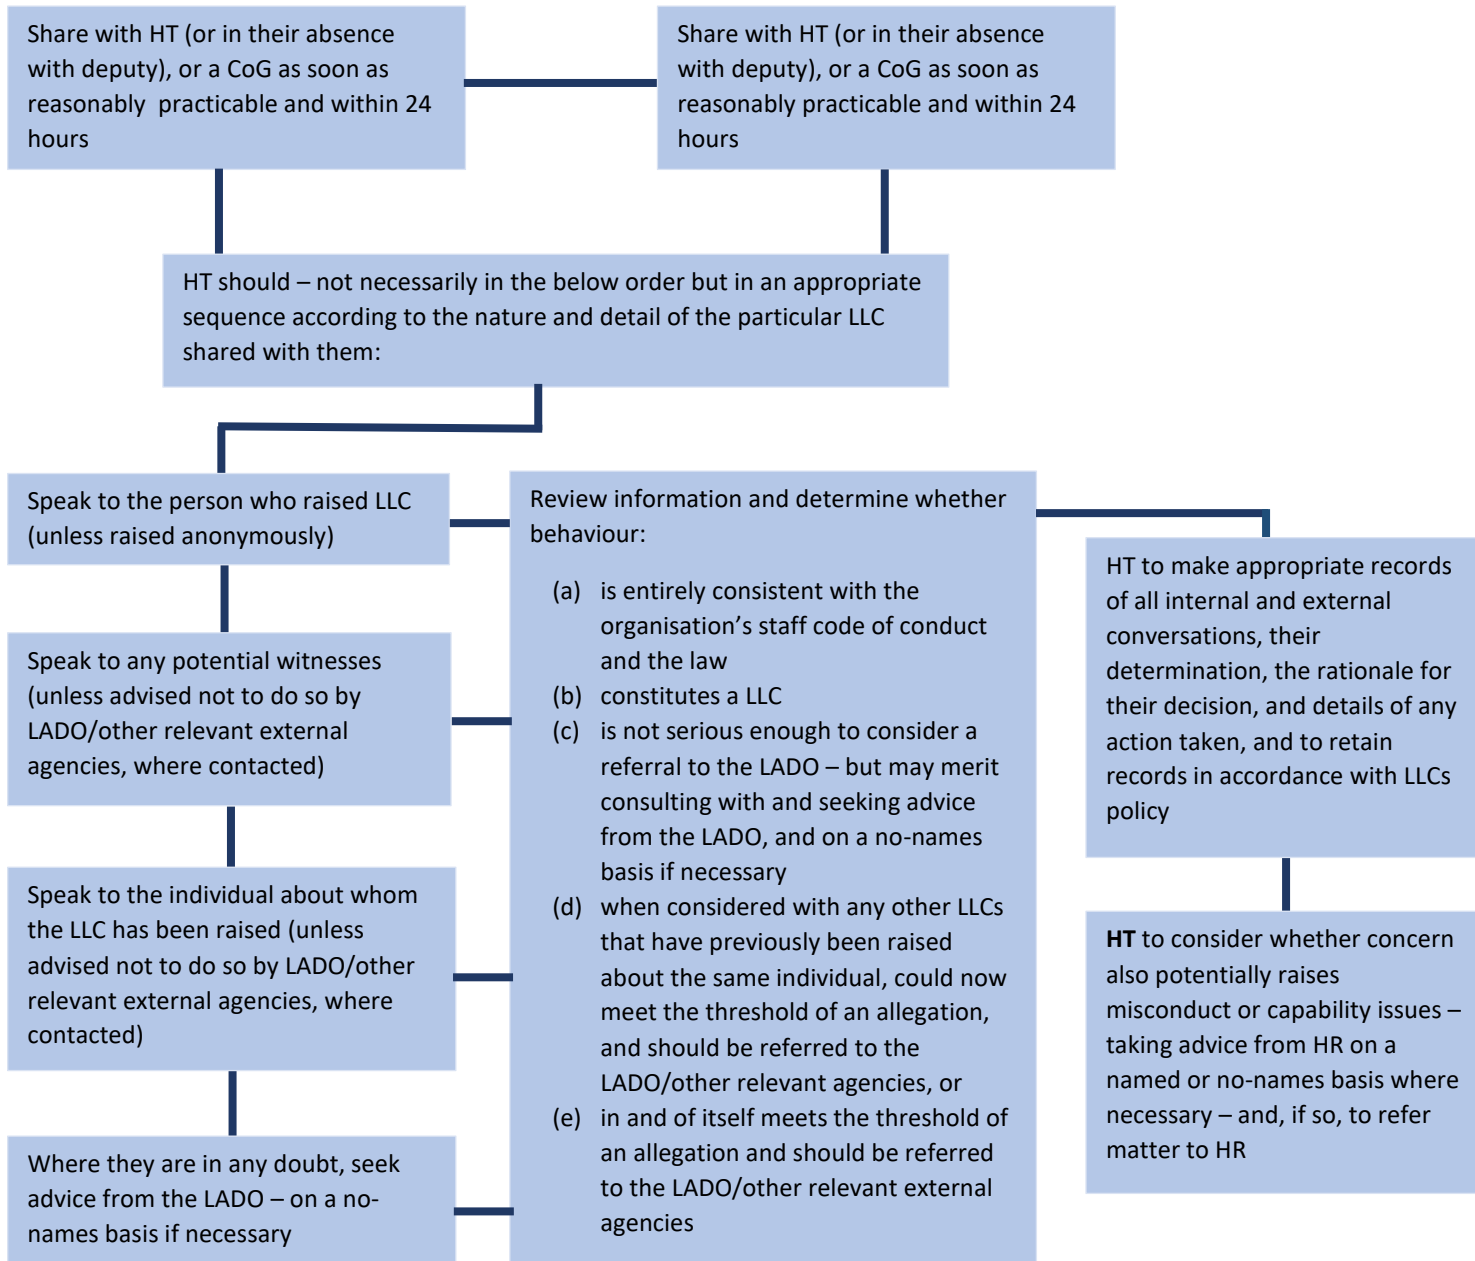 Share with HT (or in their absence
with deputy), or a CoG as soon as
reasonably  practicable and within 24
hours
Share with HT (or in their absence
with deputy), or a CoG as soon as
reasonably practicable and within 24
hours
HT should – not necessarily in the below order but in an appropriate
sequence according to the nature and detail of the particular LLC
shared with them:
Speak to the person who raised LLC
(unless raised anonymously)
Speak to any potential witnesses
(unless advised not to do so by
LADO/other relevant external
agencies, where contacted)
Speak to the individual about whom
the LLC has been raised (unless
advised not to do so by LADO/other
relevant external agencies, where
contacted)
Where they are in any doubt, seek
advice from the LADO – on a no-
names basis if necessary
Review information and determine whether
behaviour:
(a) is entirely consistent with the
organisation’s staff code of conduct
and the law
(b) constitutes a LLC
(c) is not serious enough to consider a
referral to the LADO – but may merit
consulting with and seeking advice
from the LADO, and on a no-names
basis if necessary
(d) when considered with any other LLCs
that have previously been raised
about the same individual, could now
meet the threshold of an allegation,
and should be referred to the
LADO/other relevant agencies, or
(e) in and of itself meets the threshold of
an allegation and should be referred
to the LADO/other relevant external
agencies
HT to make appropriate records
of all internal and external
conversations, their
determination, the rationale for
their decision, and details of any
action taken, and to retain
records in accordance with LLCs
policy
HT to consider whether concern
also potentially raises
misconduct or capability issues –
taking advice from HR on a
named or no-names basis where
necessary – and, if so, to refer
matter to HR